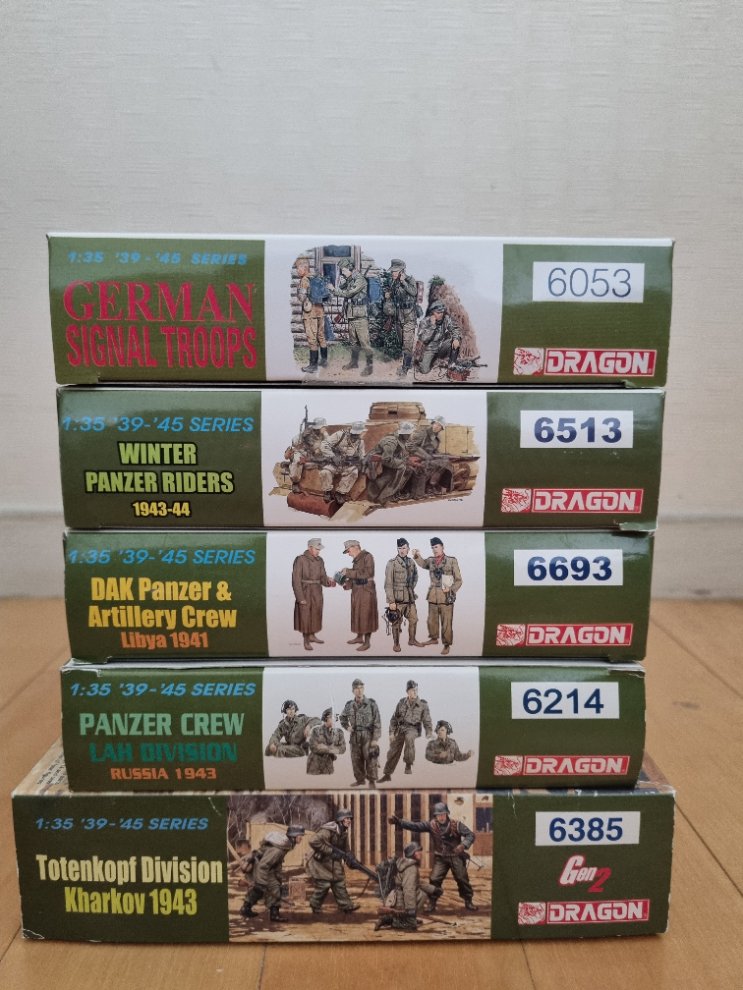 1:35 '39-'45 SERIES
GERMAN
SIGNAL TROOPS
6053
DRAGON
1:35 '39-'45 SERIES
WINTER
PANZER RIDERS
1943-44
6513
DRAGON
1:35 '39-'45 SERIES
DAK Panzer &
Artillery Crew
Libya 1941
6693
DRAGON
1:35 '39-'45 SERIES
PANZER CREW
LAH DIVISION
RUSSIA 1943
6214
DRAGON
1:35 '39-'45 SERIES
Totenkopf Division
Kharkov 1943
6385
Gen2
DRAGON